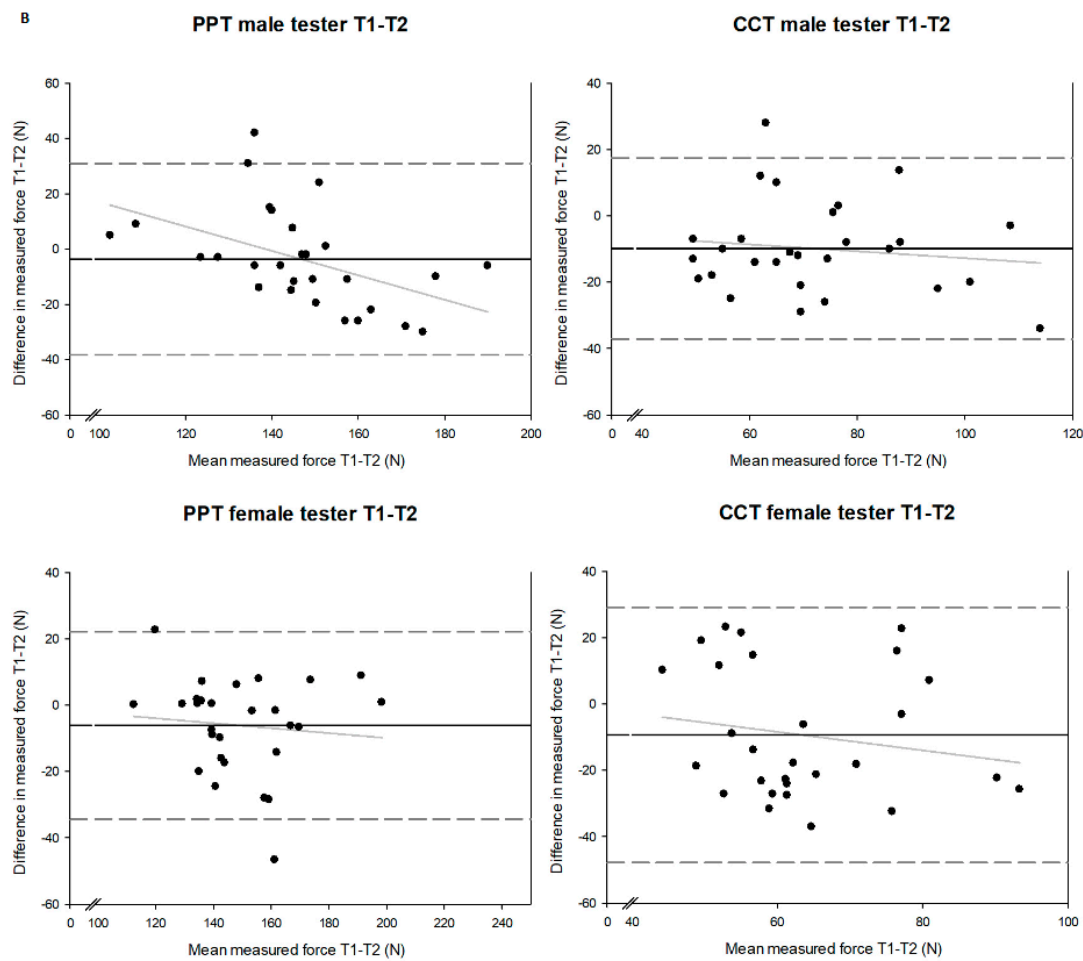 B
PPT male tester T1-T2
Difference in measured force T1-T2 (N)
60
40
20
0
-20
-40
-60
0 100 120 140 160 180 200
Mean measured force T1-T2 (N)
CCT male tester T1-T2
Difference in measured force T1-T2 (N)
40
20
0
-20
-40
-60
0 40 60 80 100 120
Mean measured force T1-T2 (N)
PPT female tester T1-T2
Difference in measured force T1-T2 (N)
40
20
0
-20
-40
-60
0 100 120 140 160 180 200 220 240
Mean measured force T1-T2 (N)
CCT female tester T1-T2
Difference in measured force T1-T2 (N)
40
20
0
-20
-40
-60
0 40 60 80 100
Mean measured force T1-T2 (N)